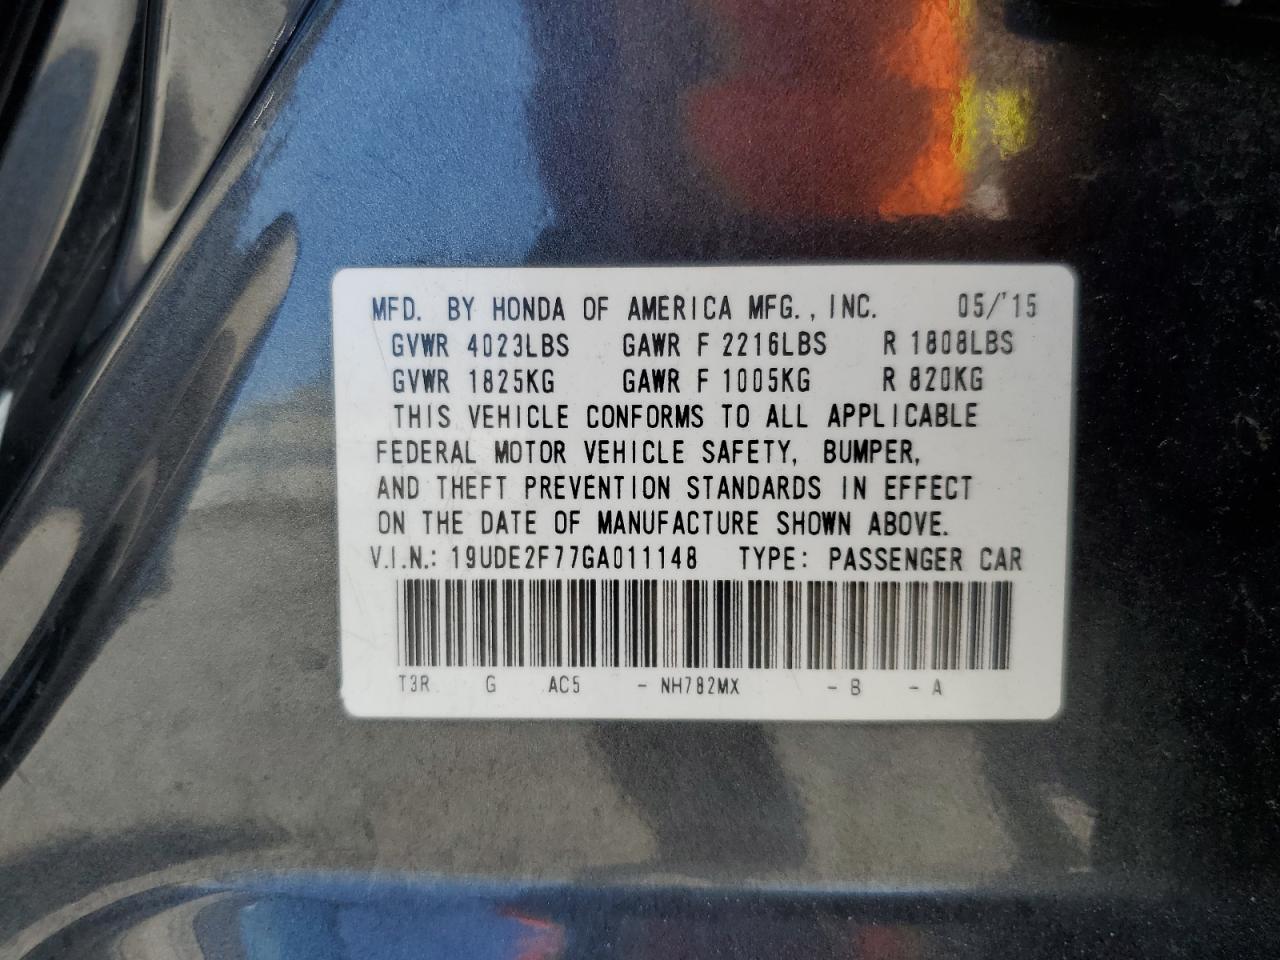 MFD. BY HONDA OF AMERICA MFG., INC. 05/'15
GVWR 4023LBS GAWR F 2216LBS R 1808LBS
GVWR 1825KG GAWR F 1005KG R 820KG
THIS VEHICLE CONFORMS TO ALL APPLICABLE
FEDERAL MOTOR VEHICLE SAFETY, BUMPER,
AND THEFT PREVENTION STANDARDS IN EFFECT
ON THE DATE OF MANUFACTURE SHOWN ABOVE.
V.I.N.: 19UDE2F77GA011148 TYPE: PASSENGER CAR
T3R G AC5 - NH782MX - B - A